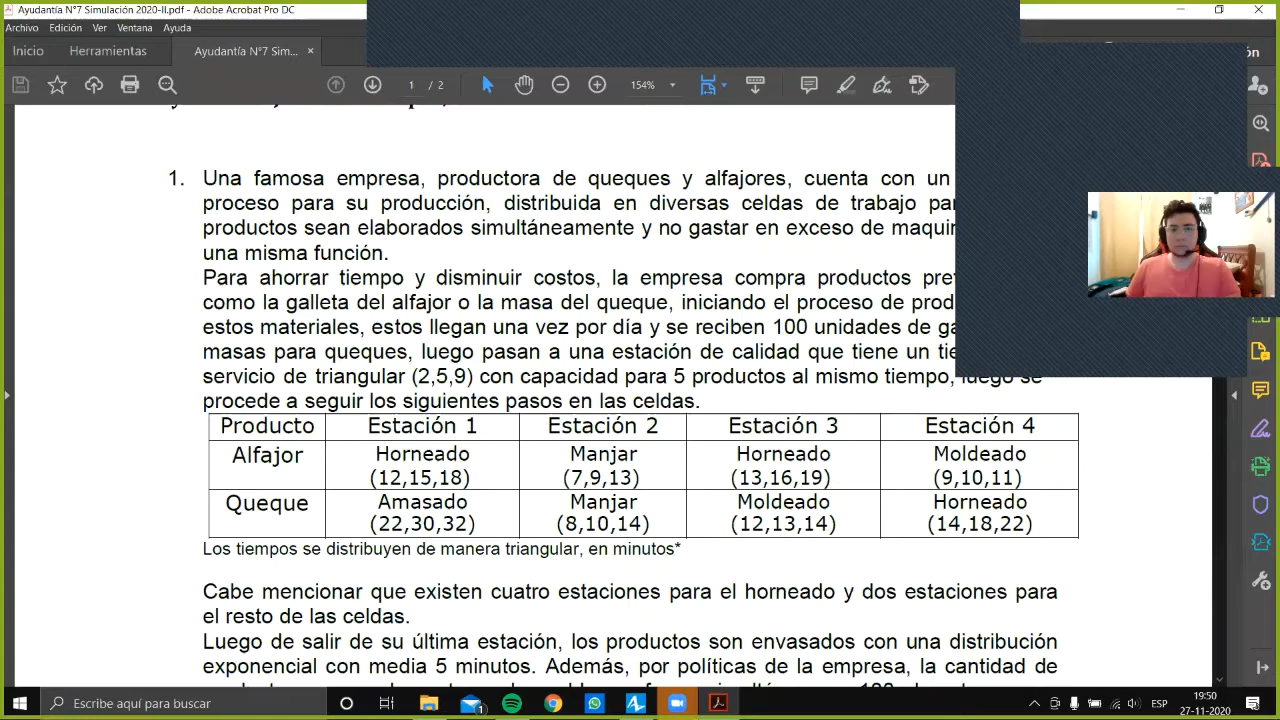 Ayudantía N°7 Simulación 2020-II.pdf - Adobe Acrobat Pro DC
Archivo Edición Ver Ventana Ayuda
Inicio Herramientas Ayudantía N°7 Sim... ×
1 / 2 154%
1. Una famosa empresa, productora de queques y alfajores, cuenta con un
proceso para su producción, distribuida en diversas celdas de trabajo
productos sean elaborados simultáneamente y no gastar en exceso de
una misma función.
Para ahorrar tiempo y disminuir costos, la empresa compra productos
como la galleta del alfajor o la masa del queque, iniciando el proceso de
estos materiales, estos llegan una vez por día y se reciben 100 unidades de
masas para queques, luego pasan a una estación de calidad que tiene un
servicio de triangular (2,5,9) con capacidad para 5 productos al mismo tiempo, luego se
procede a seguir los siguientes pasos en las celdas.
Producto Estación 1 Estación 2 Estación 3 Estación 4
Alfajor Horneado Manjar Horneado Moldeado
(12,15,18) (7,9,13) (13,16,19) (9,10,11)
Queque Amasado Manjar Moldeado Horneado
(22,30,32) (8,10,14) (12,13,14) (14,18,22)
Los tiempos se distribuyen de manera triangular, en minutos*
Cabe mencionar que existen cuatro estaciones para el horneado y dos estaciones para
el resto de las celdas.
Luego de salir de su última estación, los productos son envasados con una distribución
exponencial con media 5 minutos. Además, por políticas de la empresa, la cantidad de
Escribe aquí para buscar
1
ESP
19:50
27-11-2020